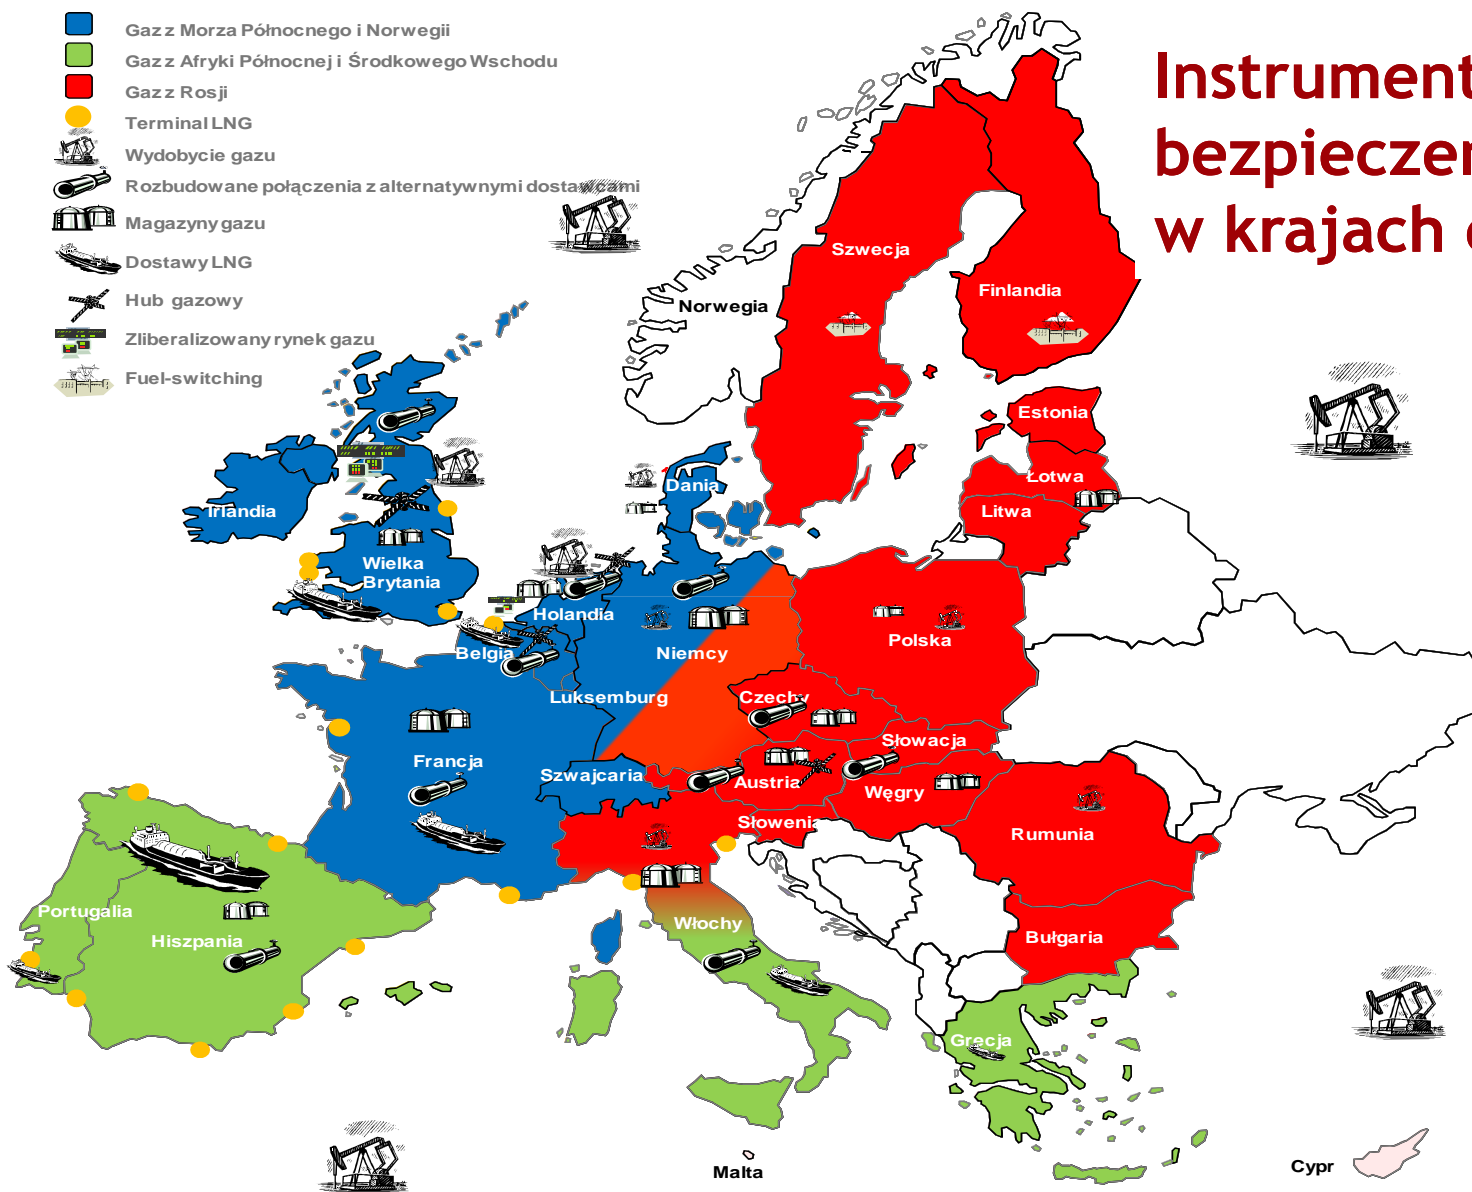 Gaz z Morza Północnego i Norwegii
Gaz z Afryki Północnej i Środkowego Wschodu
Gaz z Rosji
Terminal LNG
Wydobycie gazu
Rozbudowane połączenia z alternatywnymi dostawcami
Magazyny gazu
Dostawy LNG
Hub gazowy
Zliberalizowany rynek gazu
Fuel-switching
Instrument
bezpieczeń
w krajach
Szwecja
Finlandia
Norwegia
Estonia
Łotwa
Litwa
Dania
Irlandia
Wielka
Brytania
Holandia
Belgia
Niemcy
Polska
Luksemburg
Czechy
Słowacja
Francja
Szwajcaria
Austria
Węgry
Słowenia
Rumunia
Portugalia
Hiszpania
Włochy
Bułgaria
Grecja
Malta
Cypr